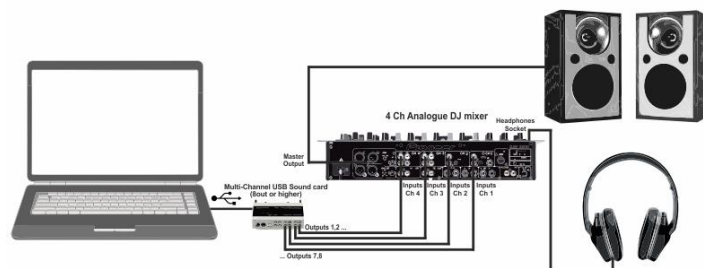 4 Ch Analogue DJ mixer
Headphones
Socket
Master
Output
Multi-Channel USB Sound card
(8out or higher)
Inputs
Ch 4
Inputs
Ch 3
Inputs
Ch 2
Inputs
Ch 1
Outputs 1,2 ...
... Outputs 7,8